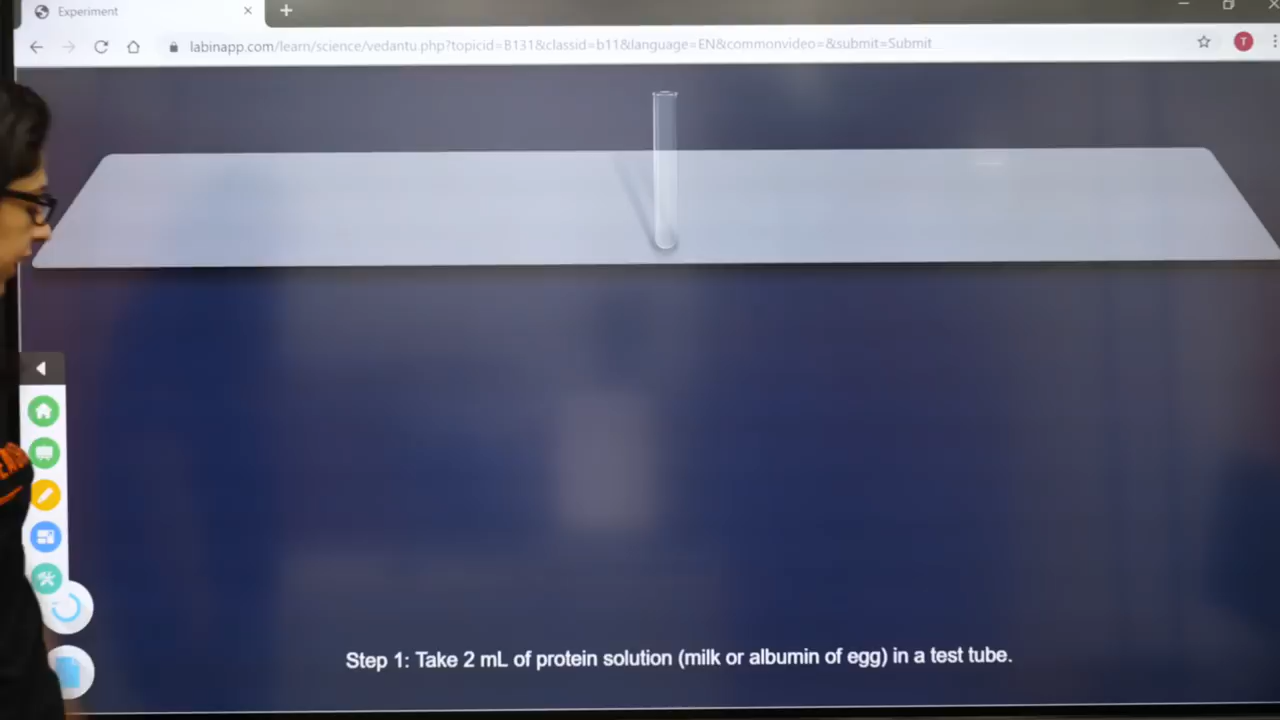 Experiment
labinapp.com/learn/science/vedantu.php?topicid=B131&classid=b11&language=EN&commonvideo=&submit=Submit
T
Step 1: Take 2 mL of protein solution (milk or albumin of egg) in a test tube.